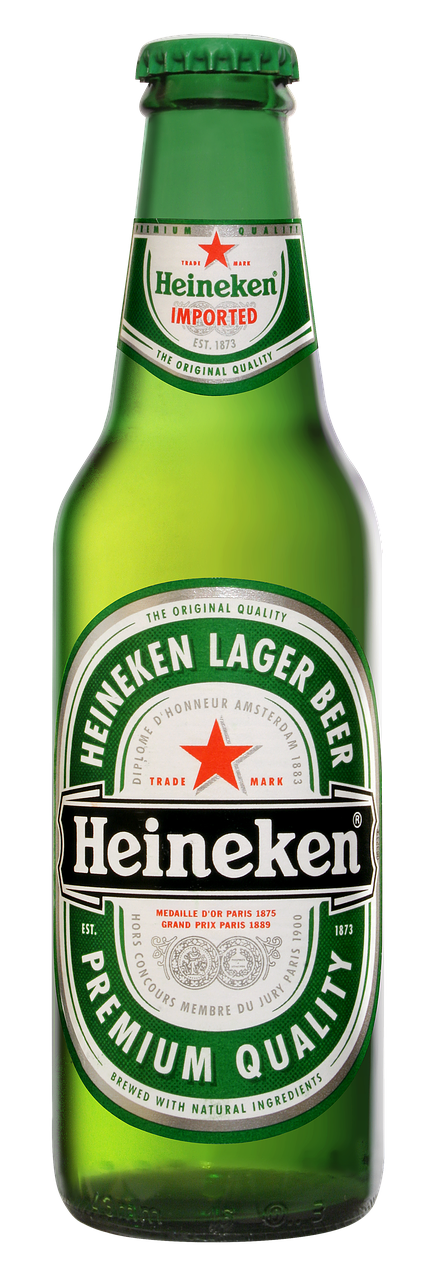 PREMIUM QUALITY
TRADE MARK
Heineken®
IMPORTED
EST. 1873
THE ORIGINAL QUALITY
THE ORIGINAL QUALITY
HEINEKEN LAGER BEER
DIPLOME D'HONNEUR AMSTERDAM 1883
TRADE MARK
Heineken®
MEDAILLE D'OR PARIS 1875
GRAND PRIX PARIS 1889
EST. 1873
HORS CONCOURS MEMBRE DU JURY PARIS 1900
PREMIUM QUALITY
BREWED WITH NATURAL INGREDIENTS